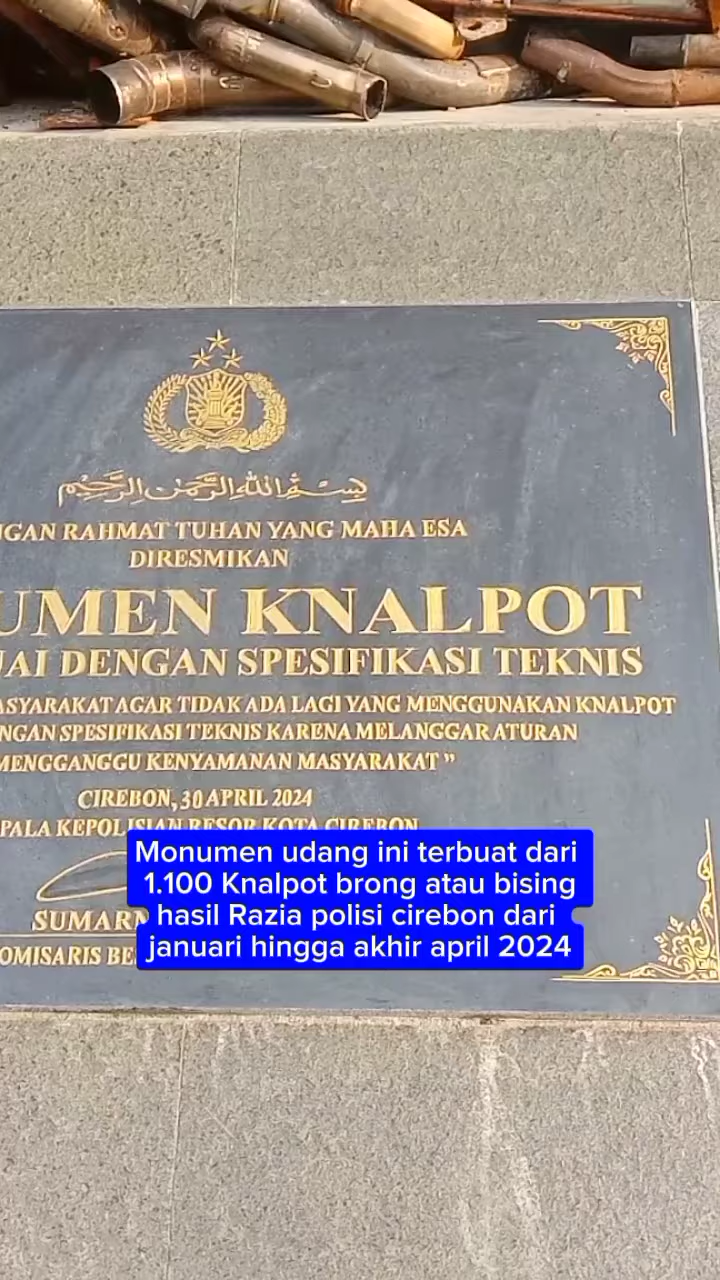 بسم الله الرحمن الرحيم
NGAN RAHMAT TUHAN YANG MAHA ESA
DIRESMIKAN
UMEN KNALPOT
AI DENGAN SPESIFIKASI TEKNIS
ASYARAKAT AGAR TIDAK ADA LAGI YANG MENGGUNAKAN KNALPOT
NGAN SPESIFIKASI TEKNIS KARENA MELANGGAR ATURAN
MENGGANGGU KENYAMANAN MASYARAKAT ”
CIREBON, 30 APRIL 2024
PALA KEPOLISIAN RESOR KOTA CIREBON
SUMARN
OMISARIS BE
Monumen udang ini terbuat dari
1.100 Knalpot brong atau bising
hasil Razia polisi cirebon dari
januari hingga akhir april 2024